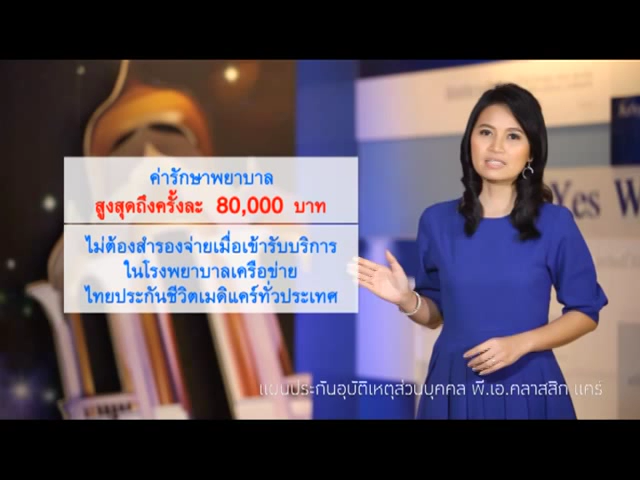 ค่ารักษาพยาบาล
สูงสุดถึงครั้งละ 80,000 บาท
ไม่ต้องสำรองจ่ายเมื่อเข้ารับบริการ
ในโรงพยาบาลเครือข่าย
ไทยประกันชีวิตเมดิแคร์ทั่วประเทศ
Yes W
แผนประกันอุบัติเหตุส่วนบุคคล พี.เอ.คลาสสิก แคร์